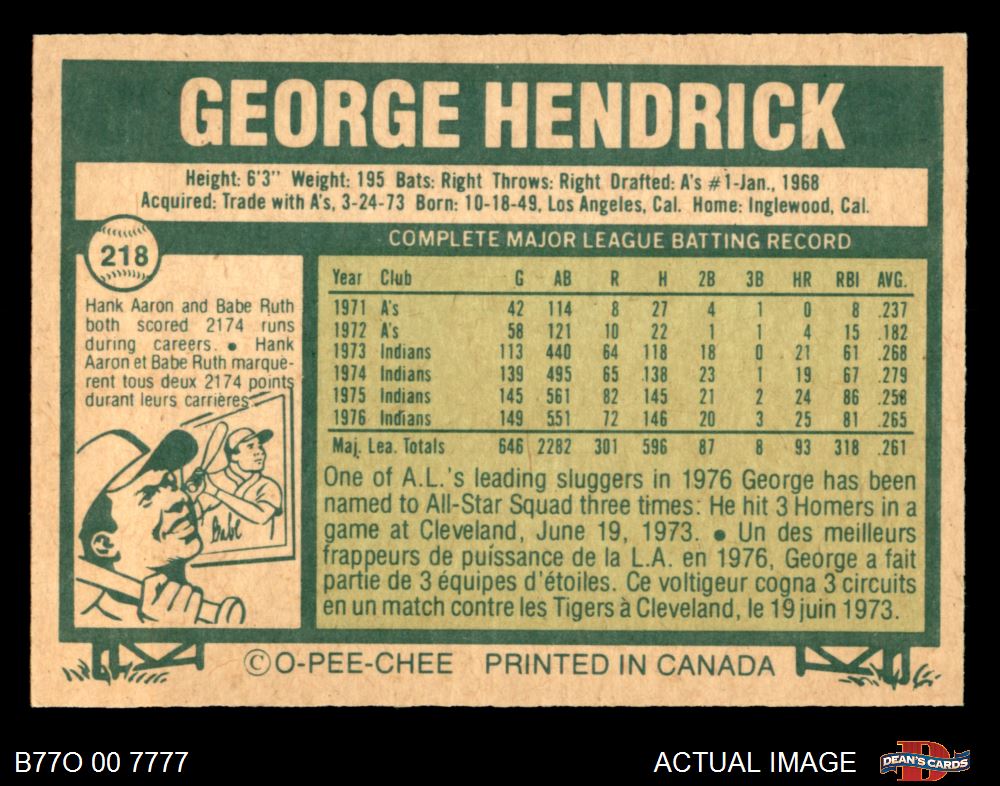 GEORGE HENDRICK
Height: 6'3" Weight: 195 Bats: Right Throws: Right Drafted: A's #1-Jan., 1968
Acquired: Trade with A's, 3-24-73 Born: 10-18-49, Los Angeles, Cal. Home: Inglewood, Cal.
218
Hank Aaron and Babe Ruth
both scored 2174 runs
during careers. • Hank
Aaron et Babe Ruth marquè-
rent tous deux 2174 points
durant leurs carrières
Babe
COMPLETE MAJOR LEAGUE BATTING RECORD
Year Club G AB R H 2B 3B HR RBI AVG.
1971 A's 42 114 8 27 4 1 0 8 .237
1972 A's 58 121 10 22 1 1 4 15 .182
1973 Indians 113 440 64 118 18 0 21 61 .268
1974 Indians 139 495 65 138 23 1 19 67 .279
1975 Indians 145 561 82 145 21 2 24 86 .258
1976 Indians 149 551 72 146 20 3 25 81 .265
Maj. Lea. Totals 646 2282 301 596 87 8 93 318 .261
One of A.L.'s leading sluggers in 1976 George has been
named to All-Star Squad three times. He hit 3 Homers in a
game at Cleveland, June 19, 1973. • Un des meilleurs
frappeurs de puissance de la L.A. en 1976, George a fait
partie de 3 équipes d'étoiles. Ce voltigeur cogna 3 circuits
en un match contre les Tigers à Cleveland, le 19 juin 1973.
©O-PEE-CHEE PRINTED IN CANADA
B77O 00 7777
ACTUAL IMAGE
D
DEAN'S CARDS